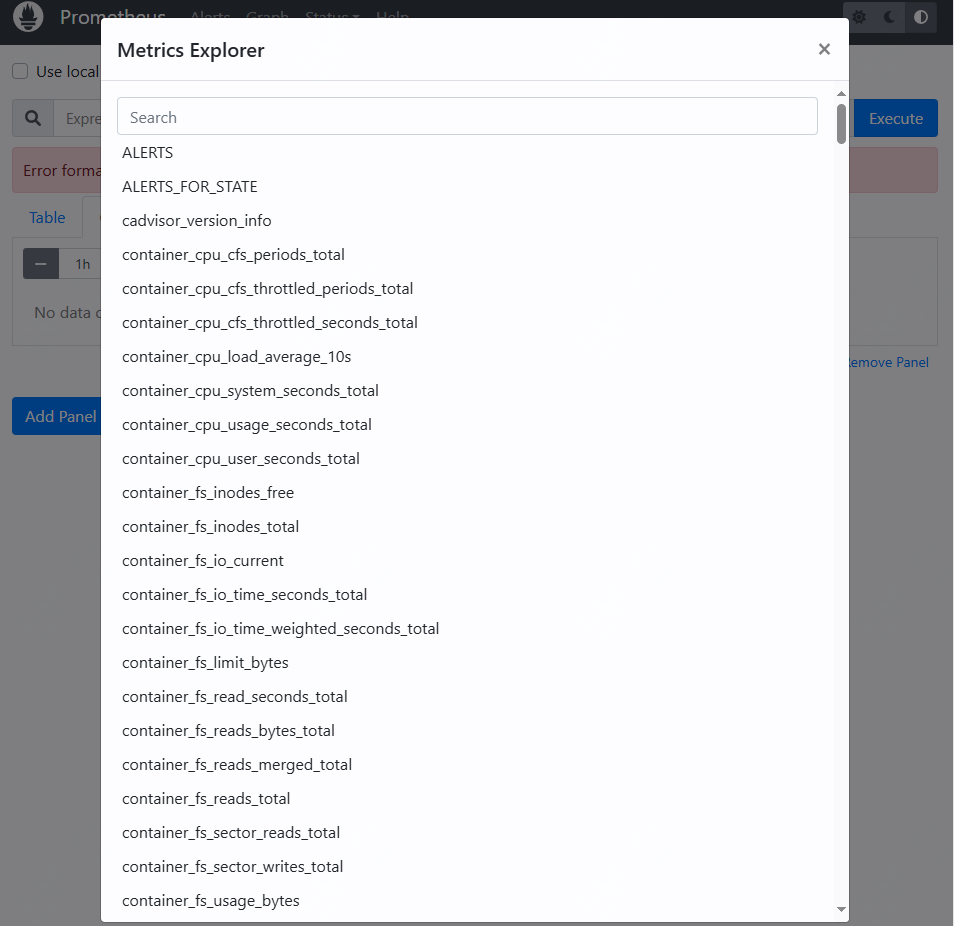 Prometheus Alerts Graph Status Help
Metrics Explorer
×
Use local
Search
Execute
Error forma
Table
1h
No data
Remove Panel
Add Panel
ALERTS
ALERTS_FOR_STATE
cadvisor_version_info
container_cpu_cfs_periods_total
container_cpu_cfs_throttled_periods_total
container_cpu_cfs_throttled_seconds_total
container_cpu_load_average_10s
container_cpu_system_seconds_total
container_cpu_usage_seconds_total
container_cpu_user_seconds_total
container_fs_inodes_free
container_fs_inodes_total
container_fs_io_current
container_fs_io_time_seconds_total
container_fs_io_time_weighted_seconds_total
container_fs_limit_bytes
container_fs_read_seconds_total
container_fs_reads_bytes_total
container_fs_reads_merged_total
container_fs_reads_total
container_fs_sector_reads_total
container_fs_sector_writes_total
container_fs_usage_bytes